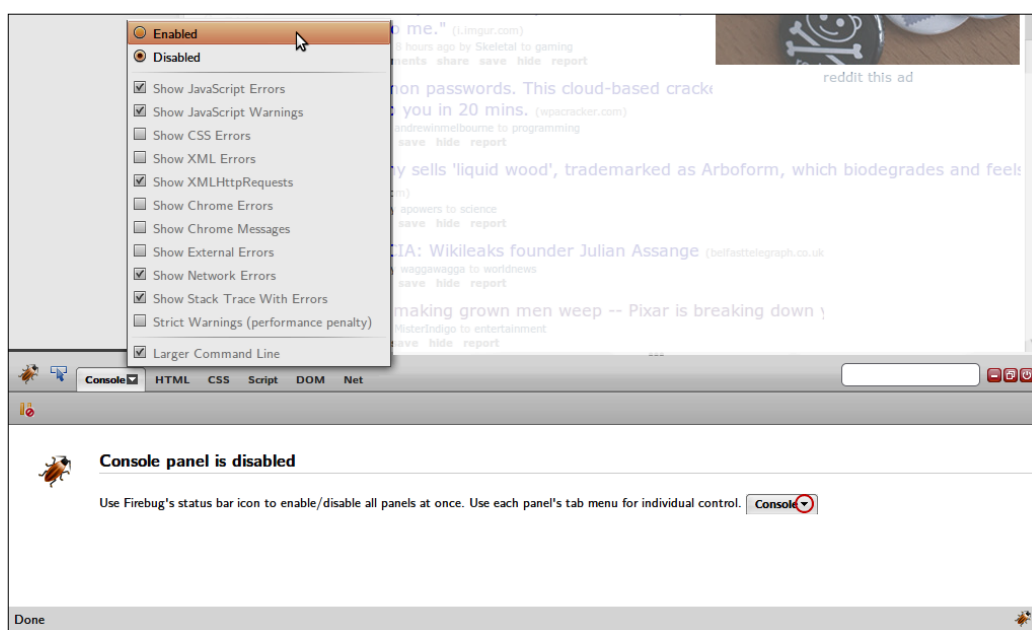 Enabled
Disabled
Show JavaScript Errors
Show JavaScript Warnings
Show CSS Errors
Show XML Errors
Show XMLHttpRequests
Show Chrome Errors
Show Chrome Messages
Show External Errors
Show Network Errors
Show Stack Trace With Errors
Strict Warnings (performance penalty)
Larger Command Line
me." (i.imgur.com)
hours ago by Skeletal to gaming
share save hide report
passwords. This cloud-based
you in 20 mins. (wpacracker.com)
andrewinmelbourne to programming
save hide report
sells 'liquid wood', trademarked as Arboform, which biodegrades and feels
apowers to science
save hide report
CIA: Wikileaks founder Julian Assange (belfasttelegraph.co.uk
waggawagga to worldnews
save hide report
making grown men weep -- Pixar is breaking down
MisterIndigo to entertainment
save hide report
reddit this ad
Console HTML CSS Script DOM Net
Console panel is disabled
Use Firebug's status bar icon to enable/disable all panels at once. Use each panel's tab menu for individual control. Console
Done